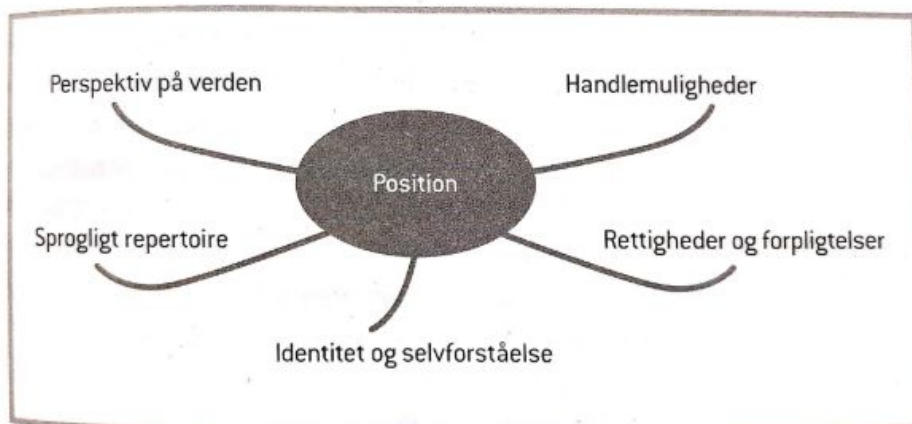 Perspektiv på verden
Handlemuligheder
Position
Sprogligt repertoire
Rettigheder og forpligtelser
Identitet og selvforståelse